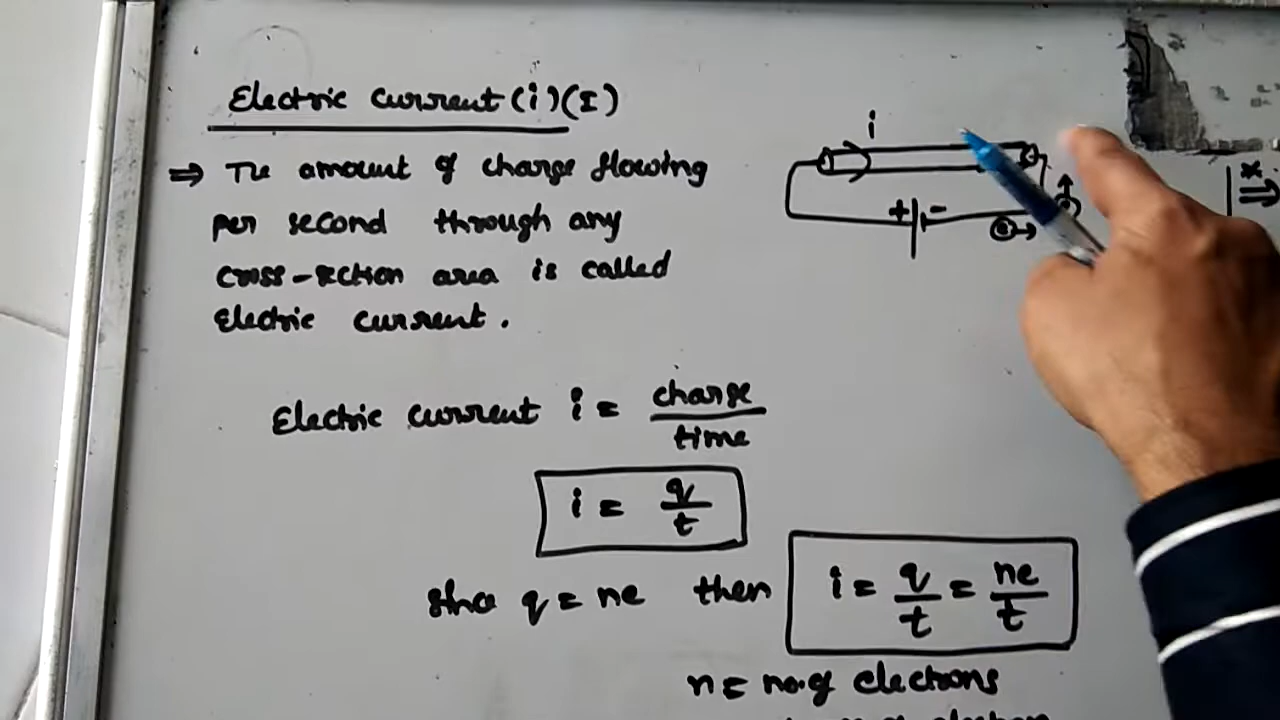 Electric current (i)(I)
⇒ The amount of charge flowing
per second through any
cross-section area is called
Electric current.
i
+ -
e →
Electric current i = charge/time
i = q/t
since q = ne then i = q/t = ne/t
n = no. of electrons